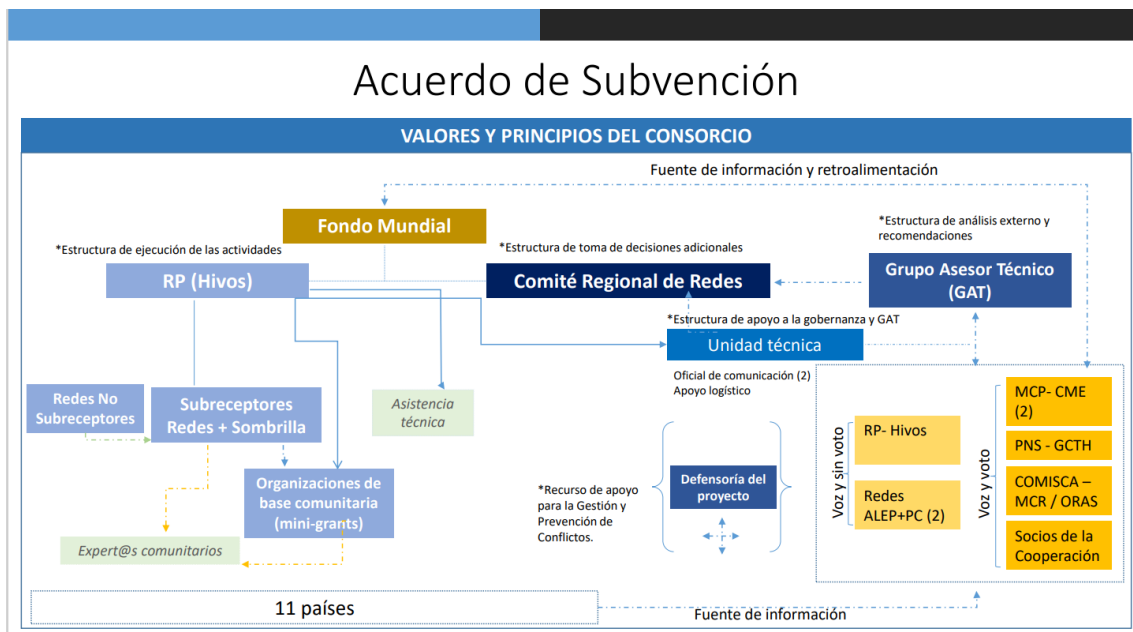 Acuerdo de Subvención
VALORES Y PRINCIPIOS DEL CONSORCIO
Fuente de información y retroalimentación
Fondo Mundial
*Estructura de ejecución de las actividades
*Estructura de toma de decisiones adicionales
*Estructura de análisis externo y
recomendaciones
RP (Hivos)
Comité Regional de Redes
Grupo Asesor Técnico
(GAT)
*Estructura de apoyo a la gobernanza y GAT
Unidad técnica
Oficial de comunicación (2)
Apoyo logístico
Redes No
Subreceptores
Subreceptores
Redes + Sombrilla
Asistencia
técnica
Organizaciones de
base comunitaria
(mini-grants)
Expert@s comunitarios
*Recurso de apoyo
para la Gestión y
Prevención de
Conflictos.
Defensoría del
proyecto
Voz y sin voto
RP- Hivos
Redes
ALEP+PC (2)
Voz y voto
MCP- CME
(2)
PNS - GCTH
COMISCA –
MCR / ORAS
Socios de la
Cooperación
11 países
Fuente de información